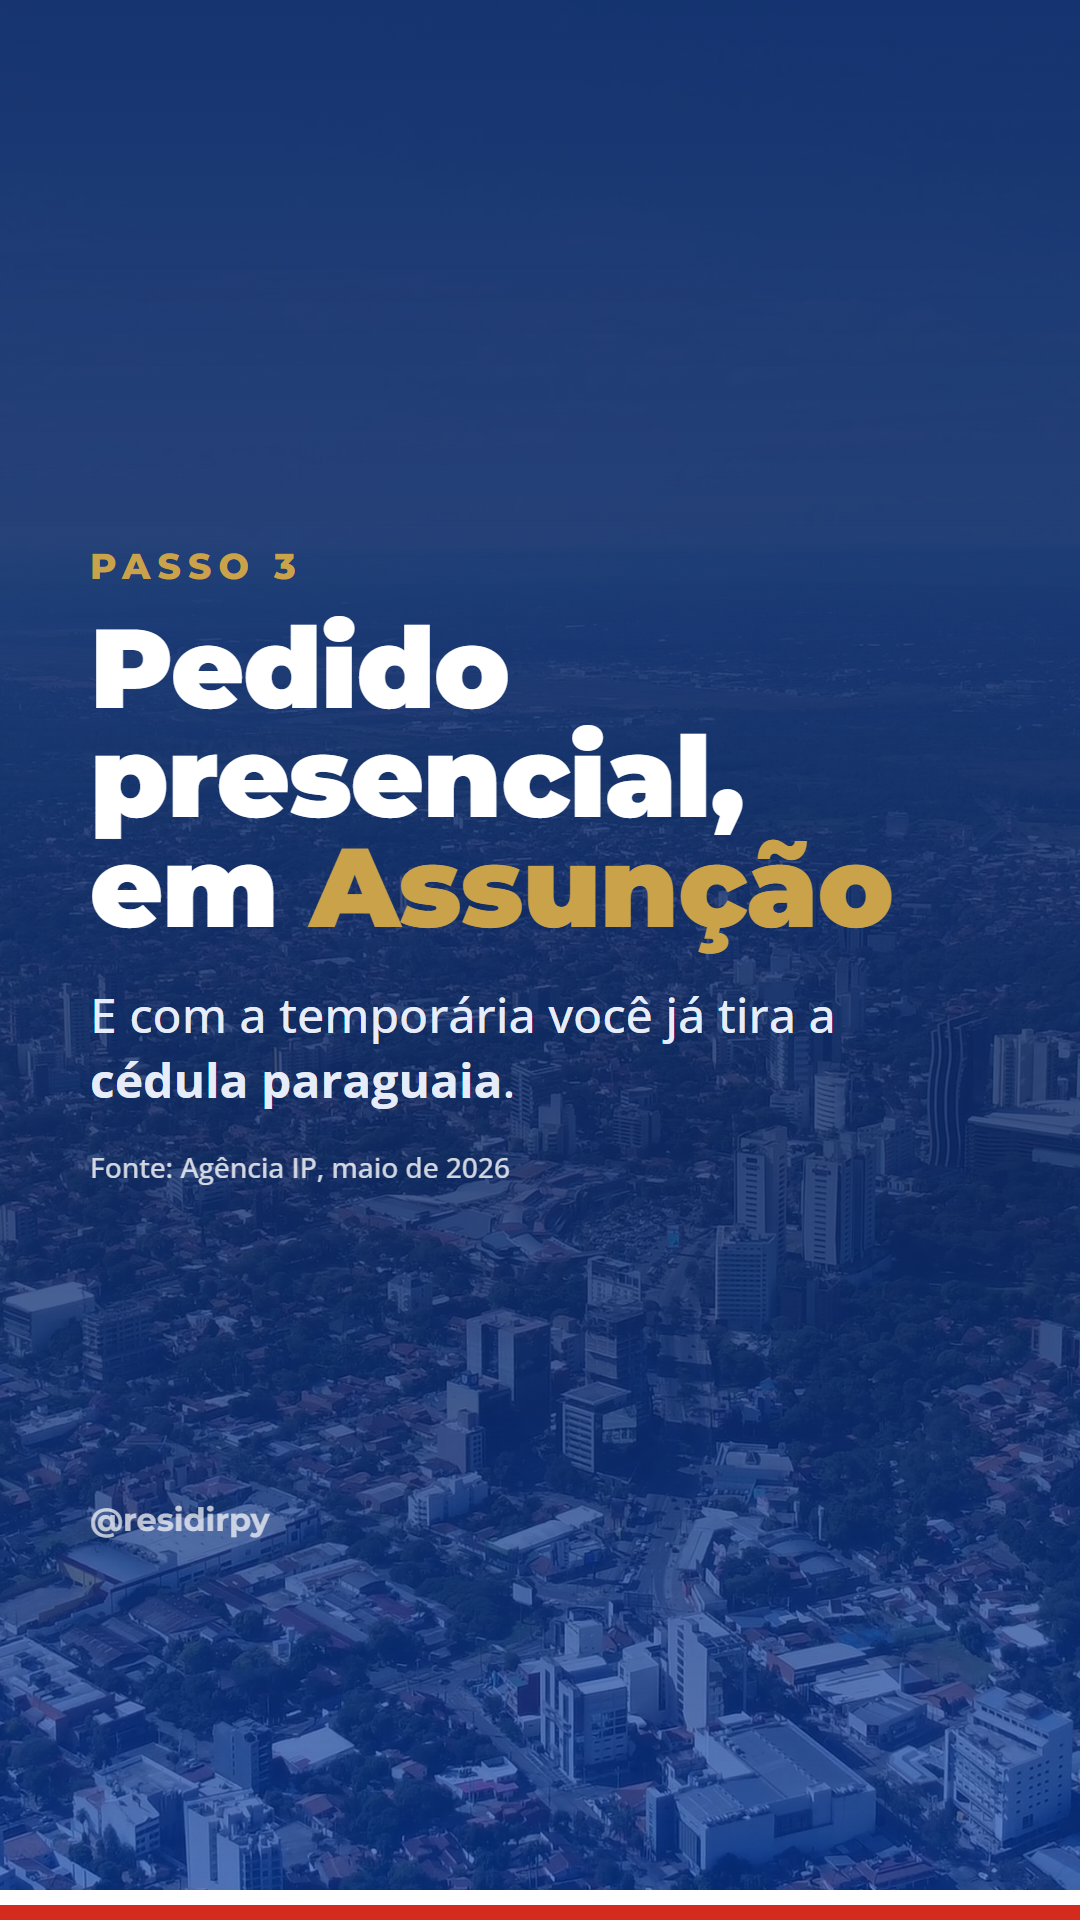 PASSO 3
Pedido
presencial,
em Assunção
E com a temporária você já tira a
cédula paraguaia.
Fonte: Agência IP, maio de 2026
@residirpy